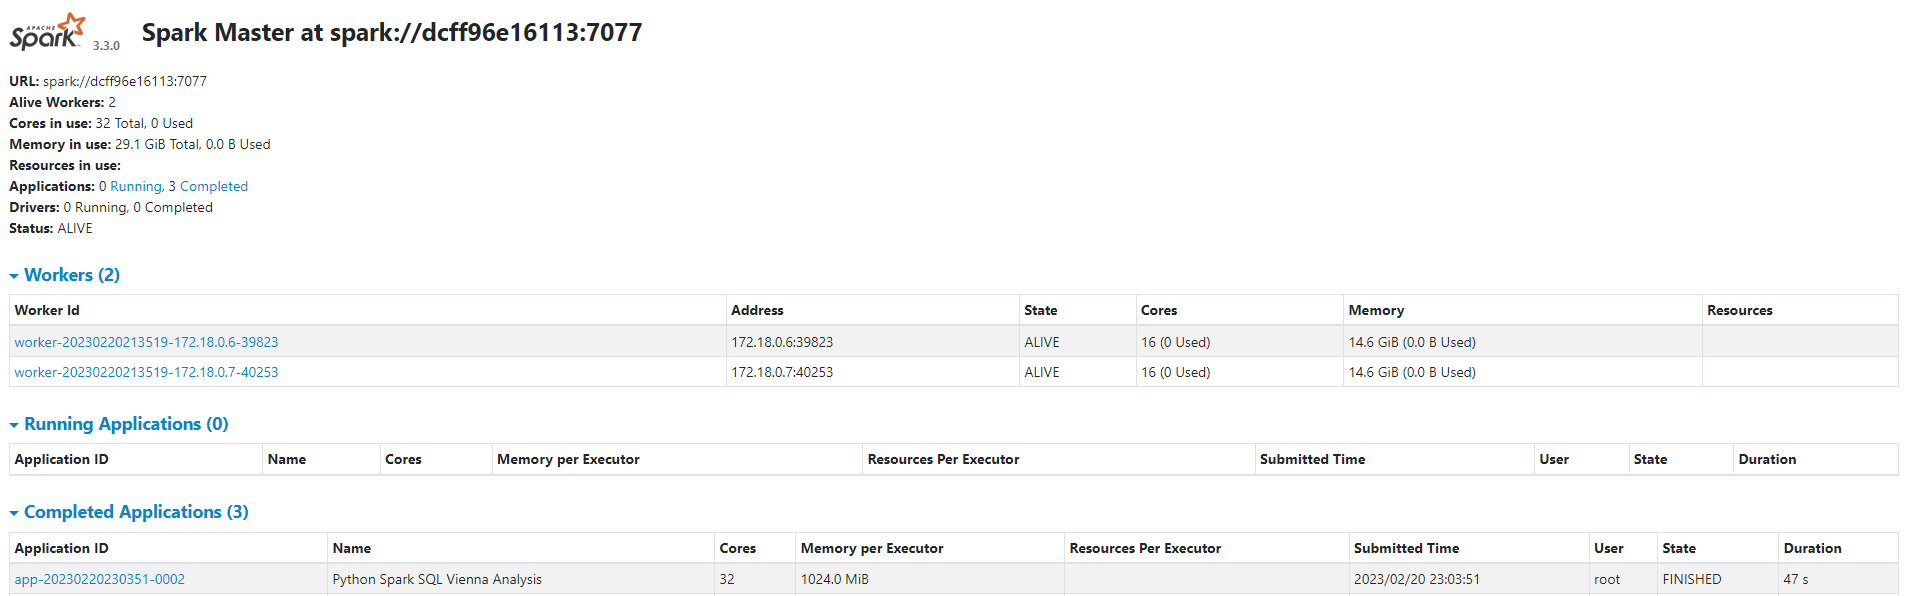 APACHE
Spark 3.3.0 Spark Master at spark://dcff96e16113:7077
URL: spark://dcff96e16113:7077
Alive Workers: 2
Cores in use: 32 Total, 0 Used
Memory in use: 29.1 GiB Total, 0.0 B Used
Resources in use:
Applications: 0 Running, 3 Completed
Drivers: 0 Running, 0 Completed
Status: ALIVE
Workers (2)
Worker Id Address State Cores Memory Resources
worker-20230220213519-172.18.0.6-39823 172.18.0.6:39823 ALIVE 16 (0 Used) 14.6 GiB (0.0 B Used)
worker-20230220213519-172.18.0.7-40253 172.18.0.7:40253 ALIVE 16 (0 Used) 14.6 GiB (0.0 B Used)
Running Applications (0)
Application ID Name Cores Memory per Executor Resources Per Executor Submitted Time User State Duration
Completed Applications (3)
Application ID Name Cores Memory per Executor Resources Per Executor Submitted Time User State Duration
app-20230220230351-0002 Python Spark SQL Vienna Analysis 32 1024.0 MiB 2023/02/20 23:03:51 root FINISHED 47 s